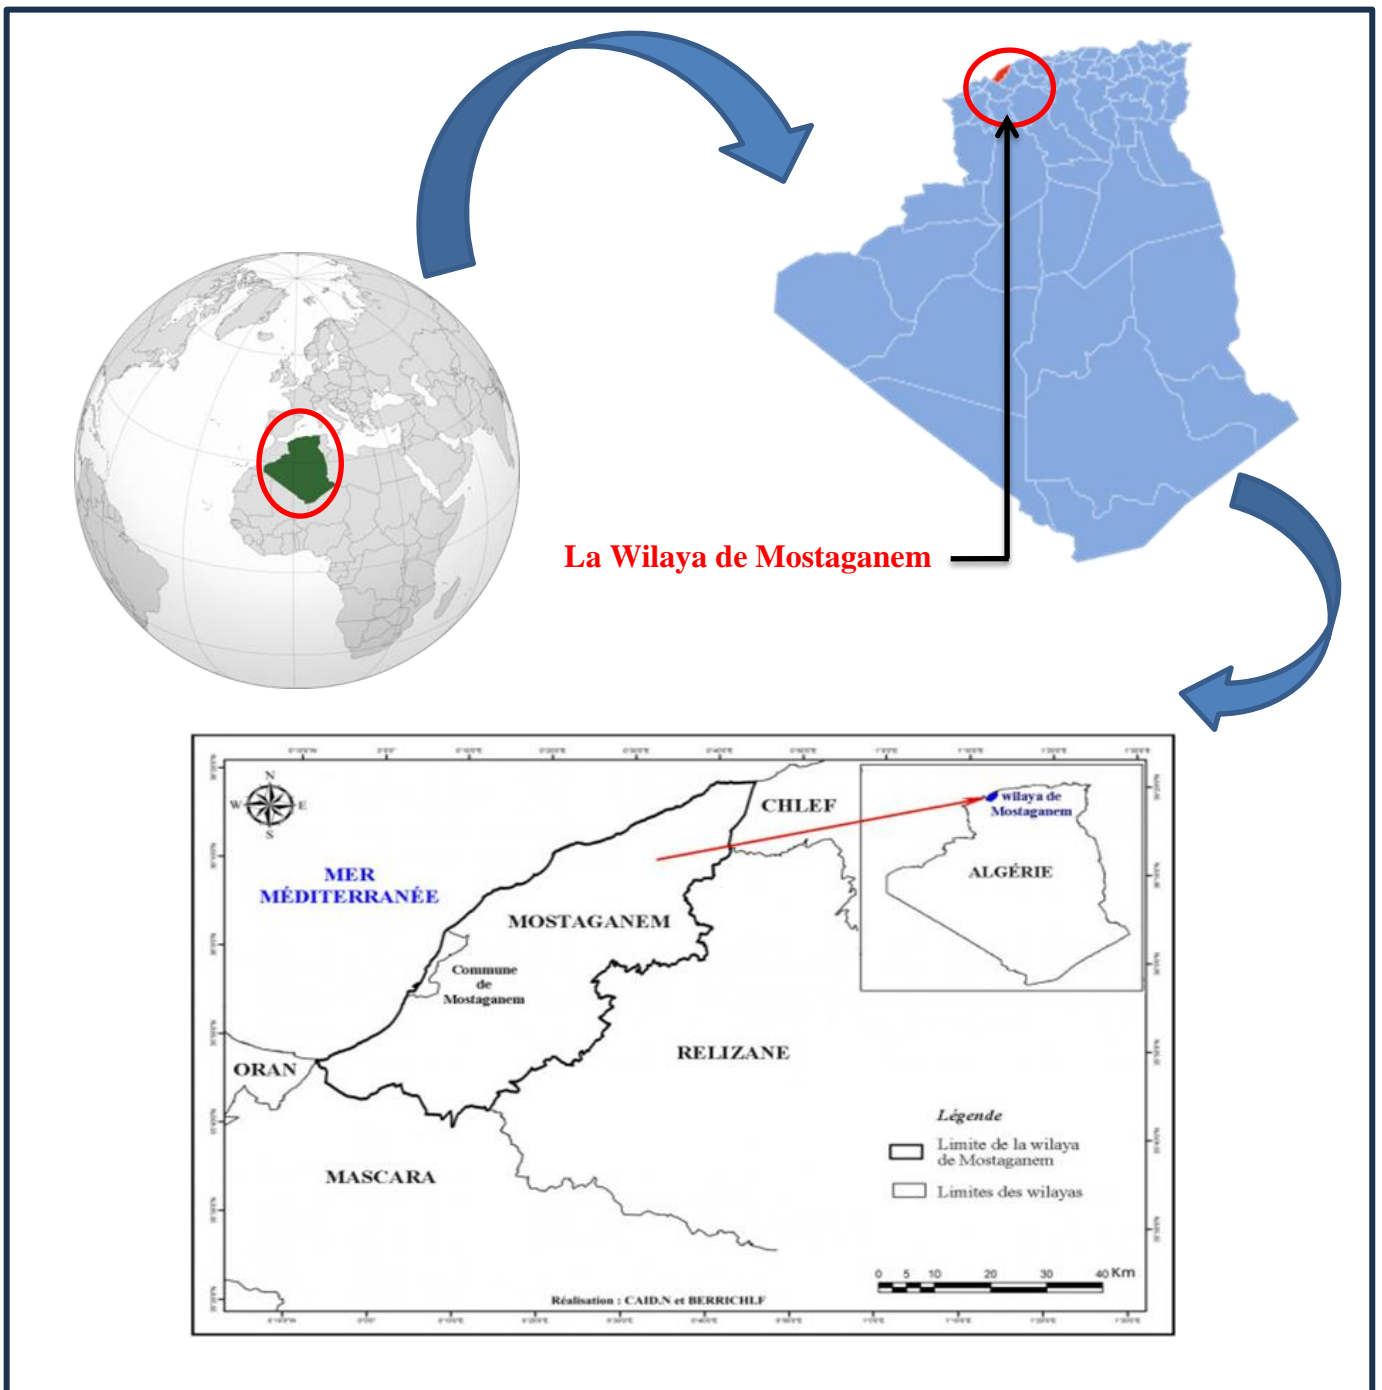 La Wilaya de Mostaganem
N
W
E
S
CHLEF
wilaya de
Mostaganem
MER
MÉDITERRANÉE
ALGÉRIE
MOSTAGANEM
Commune
de
Mostaganem
ORAN
RELIZANE
MASCARA
Légende
Limite de la wilaya
de Mostaganem
Limites des wilayas
0 5 10 20 30 40 Km
Réalisation : CAID.N et BERRICHI.F